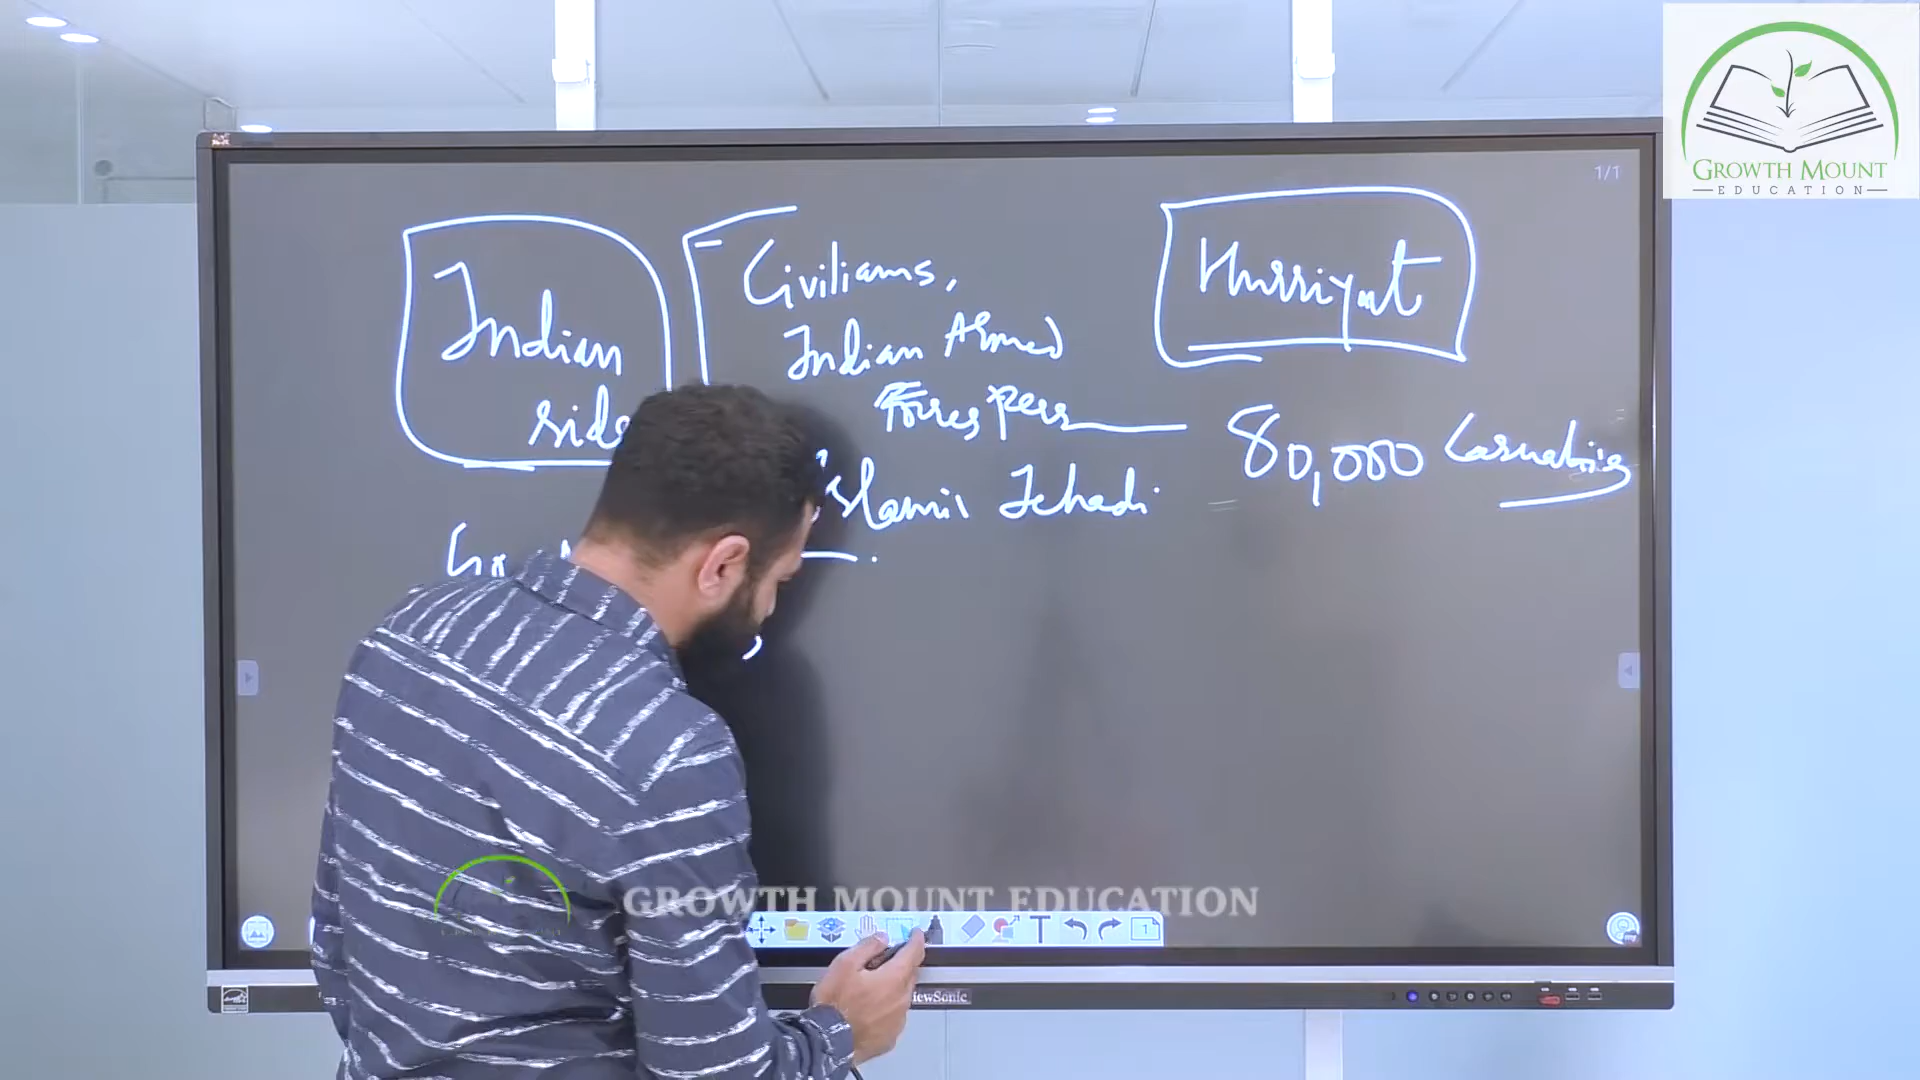 GROWTH MOUNT
EDUCATION
1/1
Indian
side
Civilians,
Indian Armed
Forces Pers
Islamic Jehadi
Hurriyat
80,000 Casualties
GROWTH MOUNT EDUCATION
T
1
ViewSonic